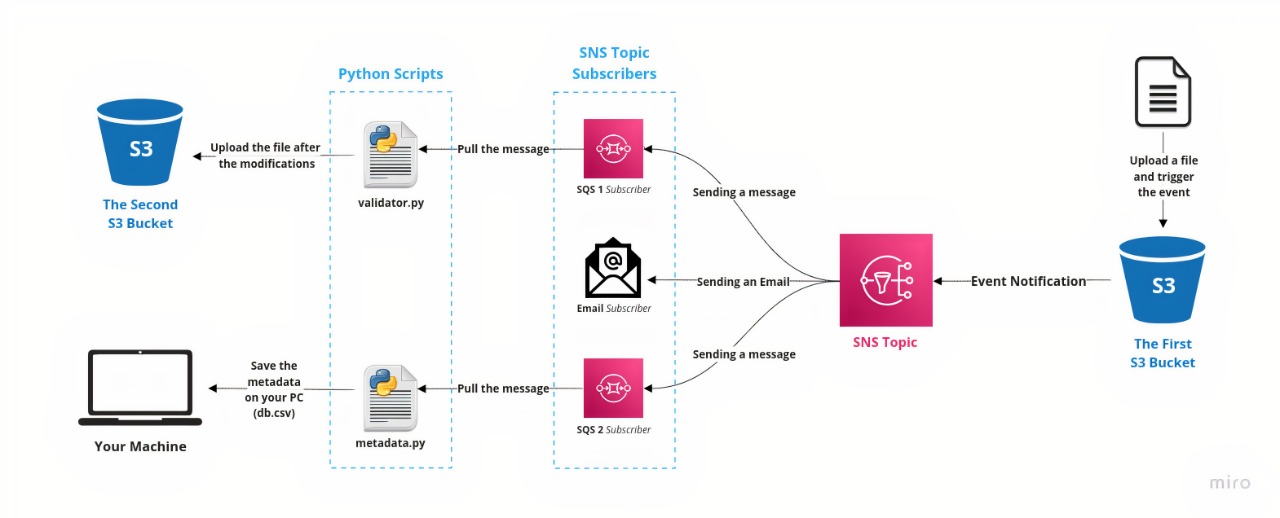 SNS Topic
Subscribers
Python Scripts
S3
The Second
S3 Bucket
Upload the file after
the modifications
validator.py
Pull the message
SQS 1 Subscriber
Sending a message
Upload a file
and trigger
the event
@
Email Subscriber
Sending an Email
SNS Topic
Event Notification
S3
The First
S3 Bucket
Your Machine
Save the
metadata
on your PC
(db.csv)
metadata.py
Pull the message
SQS 2 Subscriber
Sending a message
miro